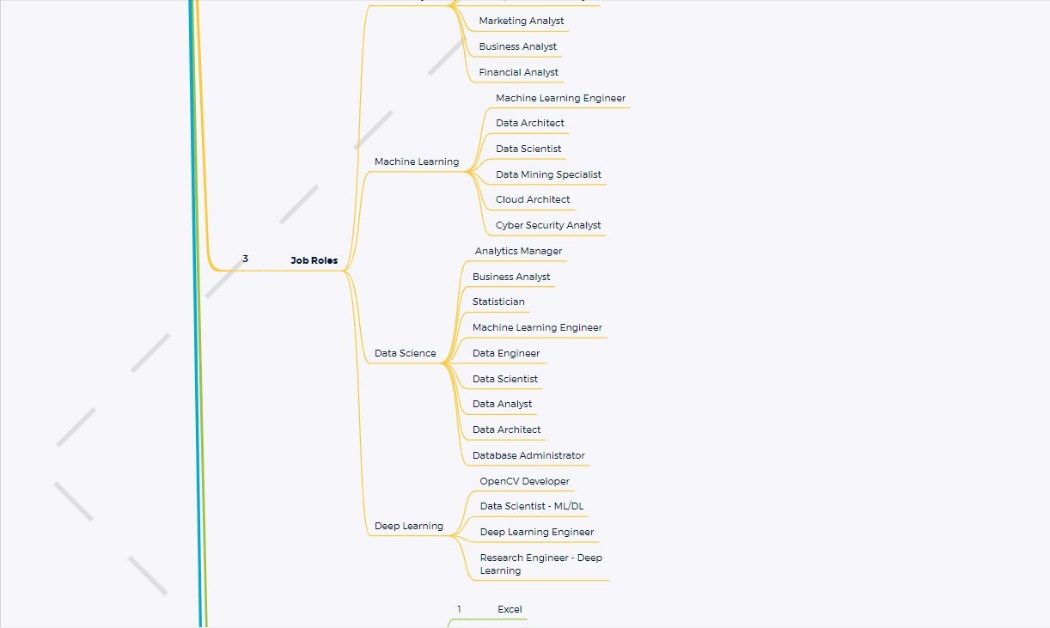 Marketing Analyst
Business Analyst
Financial Analyst
Machine Learning Engineer
Data Architect
Data Scientist
Machine Learning
Data Mining Specialist
Cloud Architect
Cyber Security Analyst
3 Job Roles
Analytics Manager
Business Analyst
Statistician
Machine Learning Engineer
Data Science
Data Engineer
Data Scientist
Data Analyst
Data Architect
Database Administrator
OpenCV Developer
Data Scientist - ML/DL
Deep Learning
Deep Learning Engineer
Research Engineer - Deep
Learning
1 Excel